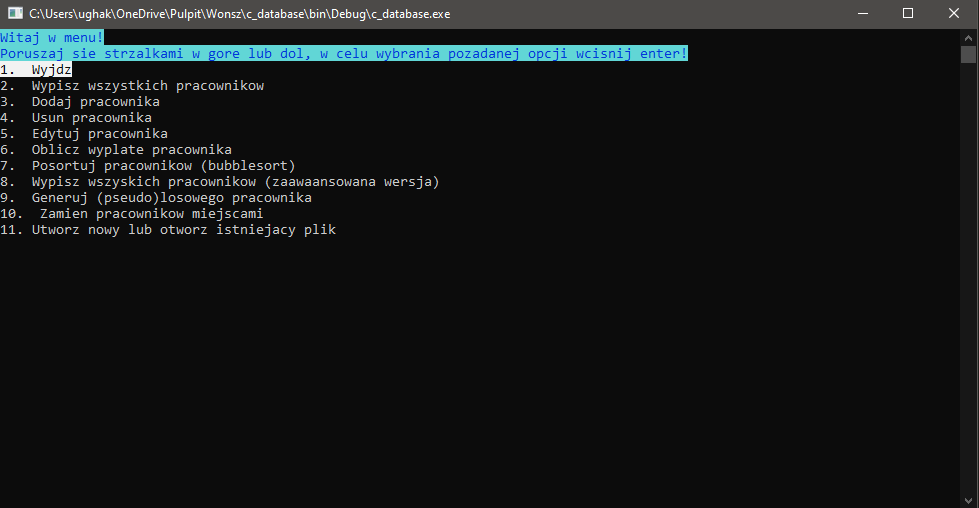 C:\Users\ughak\OneDrive\Pulpit\Wonsz\c_database\bin\Debug\c_database.exe
Witaj w menu!
Poruszaj sie strzalkami w gore lub dol, w celu wybrania pozadanej opcji wcisnij enter!
1.  Wyjdz
2.  Wypisz wszystkich pracownikow
3.  Dodaj pracownika
4.  Usun pracownika
5.  Edytuj pracownika
6.  Oblicz wyplate pracownika
7.  Posortuj pracownikow (bubblesort)
8.  Wypisz wszyskich pracownikow (zaawaansowana wersja)
9.  Generuj (pseudo)losowego pracownika
10.  Zamien pracownikow miejscami
11. Utworz nowy lub otworz istniejacy plik